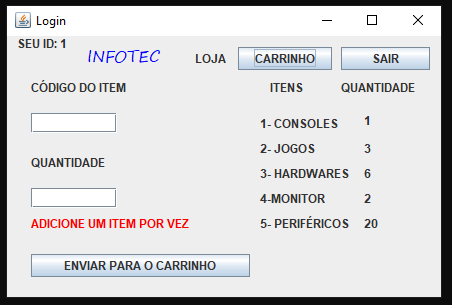 Login
SEU ID: 1
INFOTEC LOJA CARRINHO SAIR
CÓDIGO DO ITEM ITENS QUANTIDADE
1- CONSOLES 1
2- JOGOS 3
QUANTIDADE
3- HARDWARES 6
4-MONITOR 2
ADICIONE UM ITEM POR VEZ 5- PERIFÉRICOS 20
ENVIAR PARA O CARRINHO